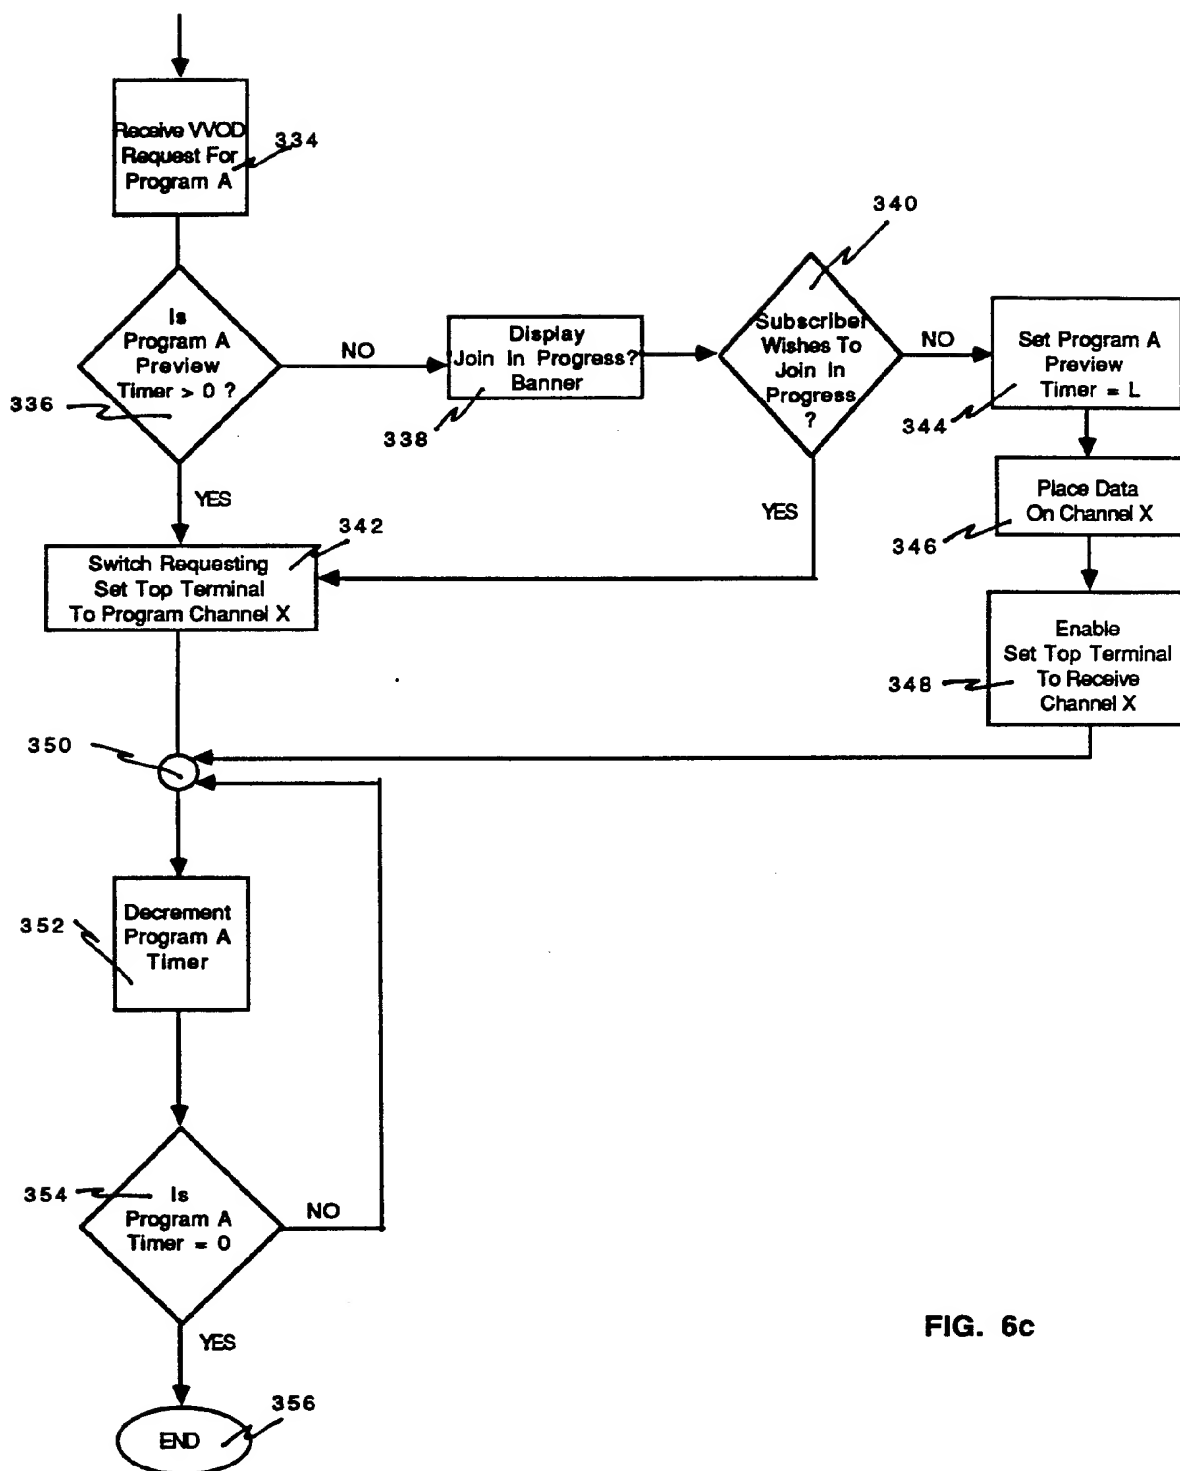 Receive VVOD
Request For
Program A
334
Is
Program A
Preview
Timer > 0 ?
336
NO
Display
Join In Progress?
Banner
338
340
Subscriber
Wishes To
Join In
Progress
?
NO
Set Program A
Preview
Timer = L
344
YES
YES
Place Data
On Channel X
346
342
Switch Requesting
Set Top Terminal
To Program Channel X
Enable
Set Top Terminal
To Receive
Channel X
348
350
Decrement
Program A
Timer
352
Is
Program A
Timer = 0
354
NO
YES
END
356
FIG. 6c